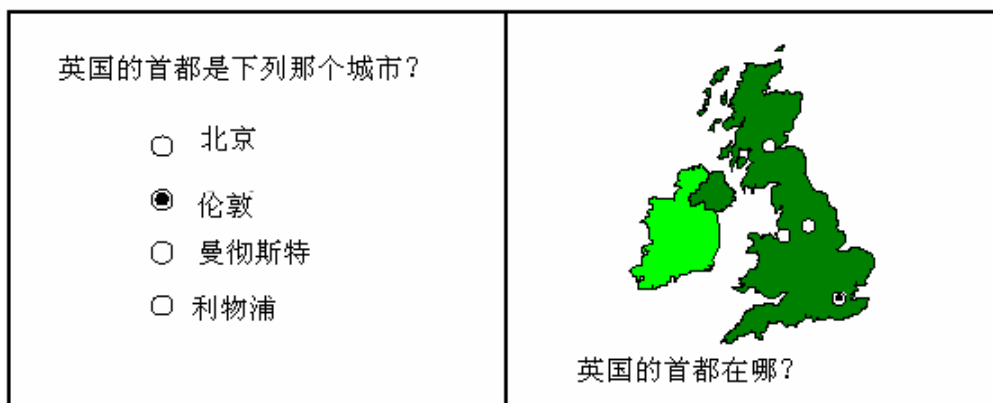 英国的首都是下列那个城市？
北京
伦敦
曼彻斯特
利物浦
英国的首都在哪？